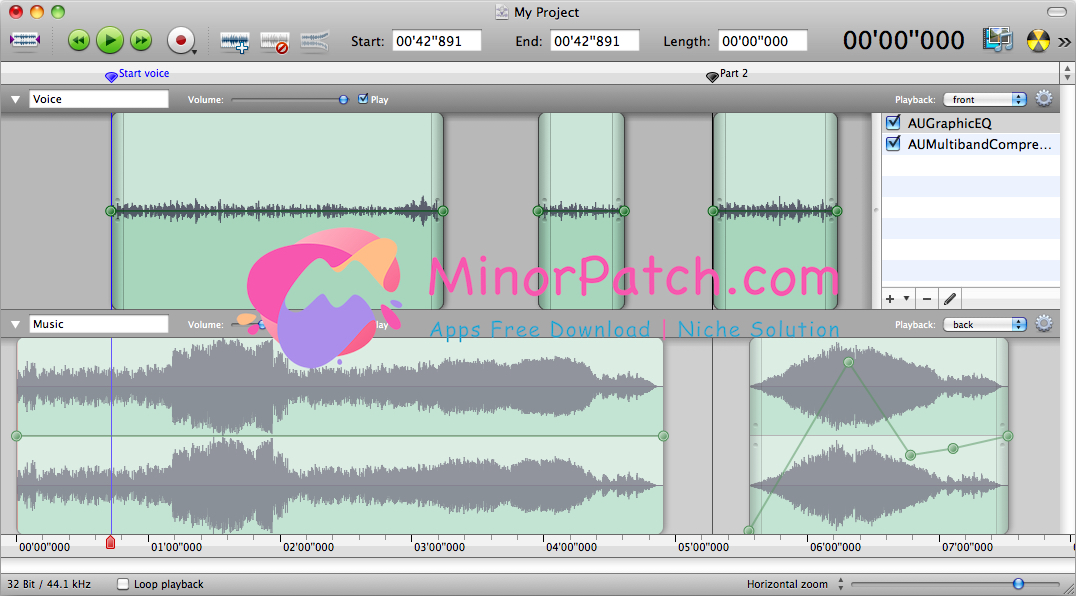 My Project
Start: 00'42"891 End: 00'42"891 Length: 00'00"000 00'00"000
Start voice Part 2
Voice Volume: Play Playback: front
AUGraphicEQ
AUMultibandCompre...
MinorPatch.com
Music Volume: lay Playback: back
Apps Free Download | Niche Solution
00'00"000 01'00"000 02'00"000 03'00"000 04'00"000 05'00"000 06'00"000 07'00"000
32 Bit / 44.1 kHz Loop playback Horizontal zoom